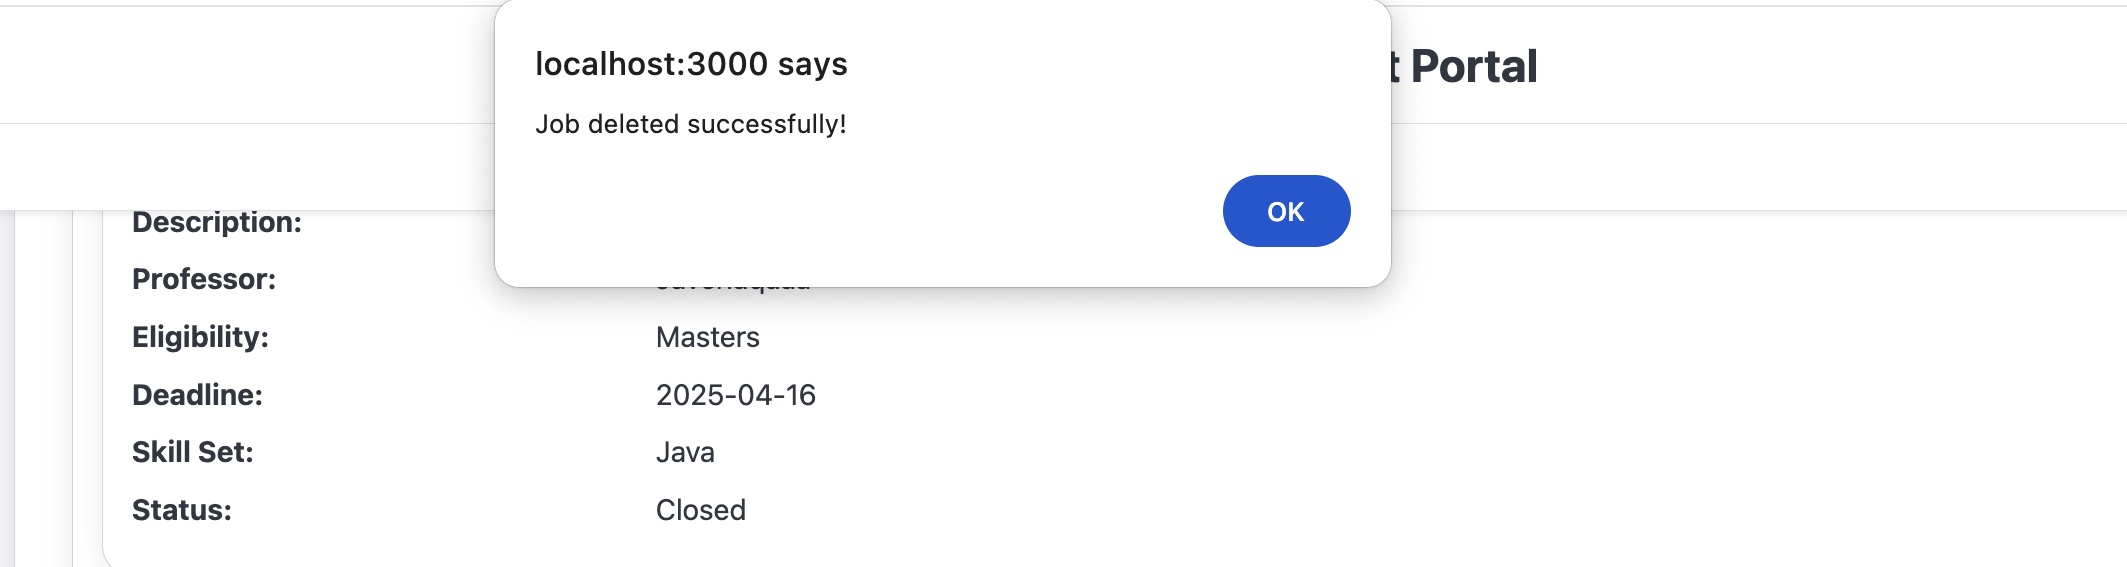 localhost:3000 says
t Portal
Job deleted successfully!
OK
Description:
Professor:
Eligibility: Masters
Deadline: 2025-04-16
Skill Set: Java
Status: Closed